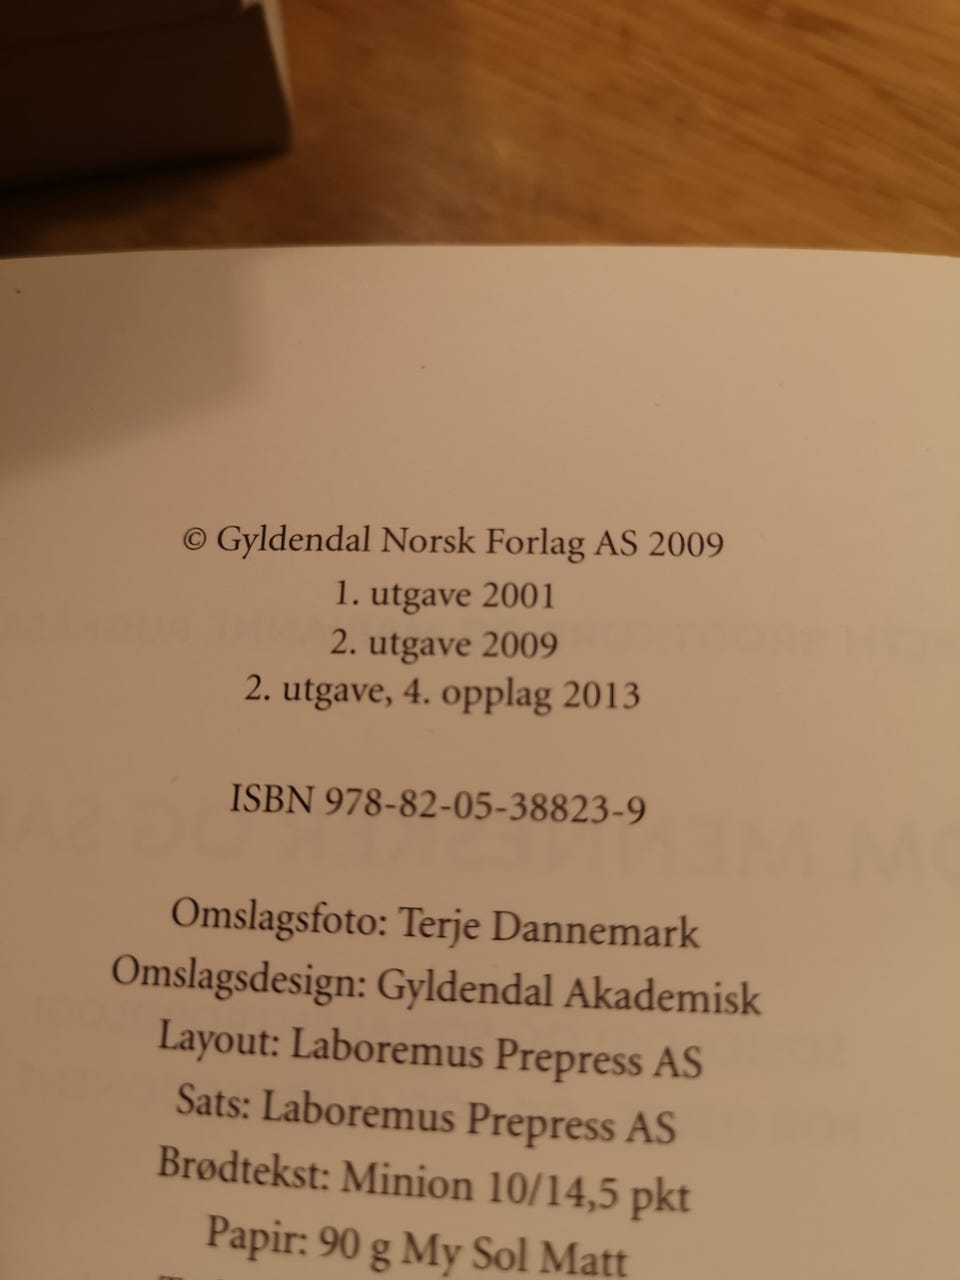 © Gyldendal Norsk Forlag AS 2009
1. utgave 2001
2. utgave 2009
2. utgave, 4. opplag 2013
ISBN 978-82-05-38823-9
Omslagsfoto: Terje Dannemark
Omslagsdesign: Gyldendal Akademisk
Layout: Laboremus Prepress AS
Sats: Laboremus Prepress AS
Brødtekst: Minion 10/14,5 pkt
Papir: 90 g My Sol Matt